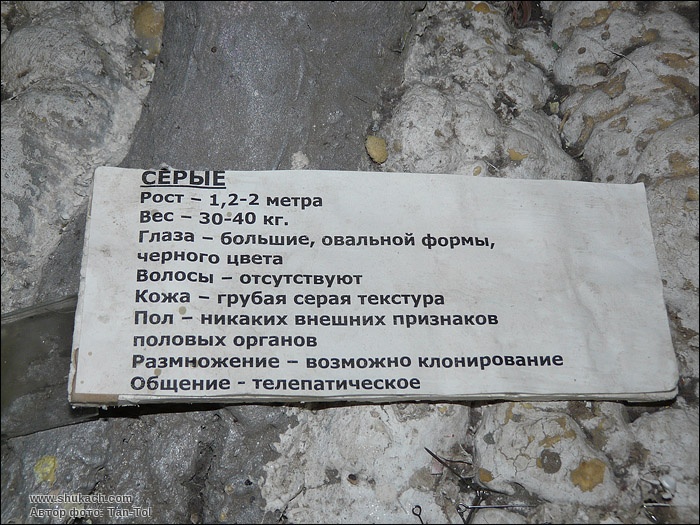 СЕРЫЕ
Рост – 1,2-2 метра
Вес – 30-40 кг.
Глаза – большие, овальной формы,
черного цвета
Волосы – отсутствуют
Кожа – грубая серая текстура
Пол – никаких внешних признаков
половых органов
Размножение – возможно клонирование
Общение - телепатическое
www.shukach.com
Автор фото: Tan-Tol